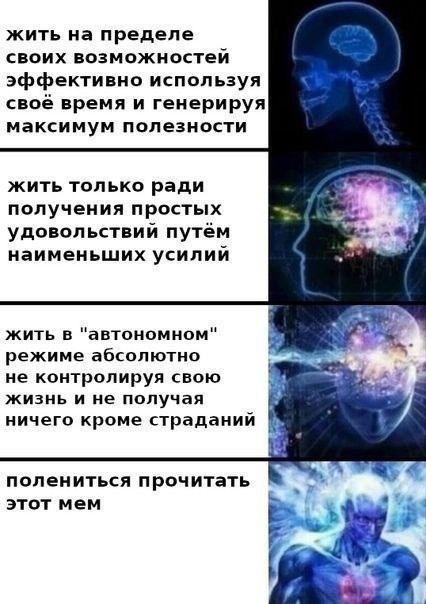 жить на пределе
своих возможностей
эффективно используя
своё время и генерируя
максимум полезности
жить только ради
получения простых
удовольствий путём
наименьших усилий
жить в "автономном"
режиме абсолютно
не контролируя свою
жизнь и не получая
ничего кроме страданий
полениться прочитать
этот мем